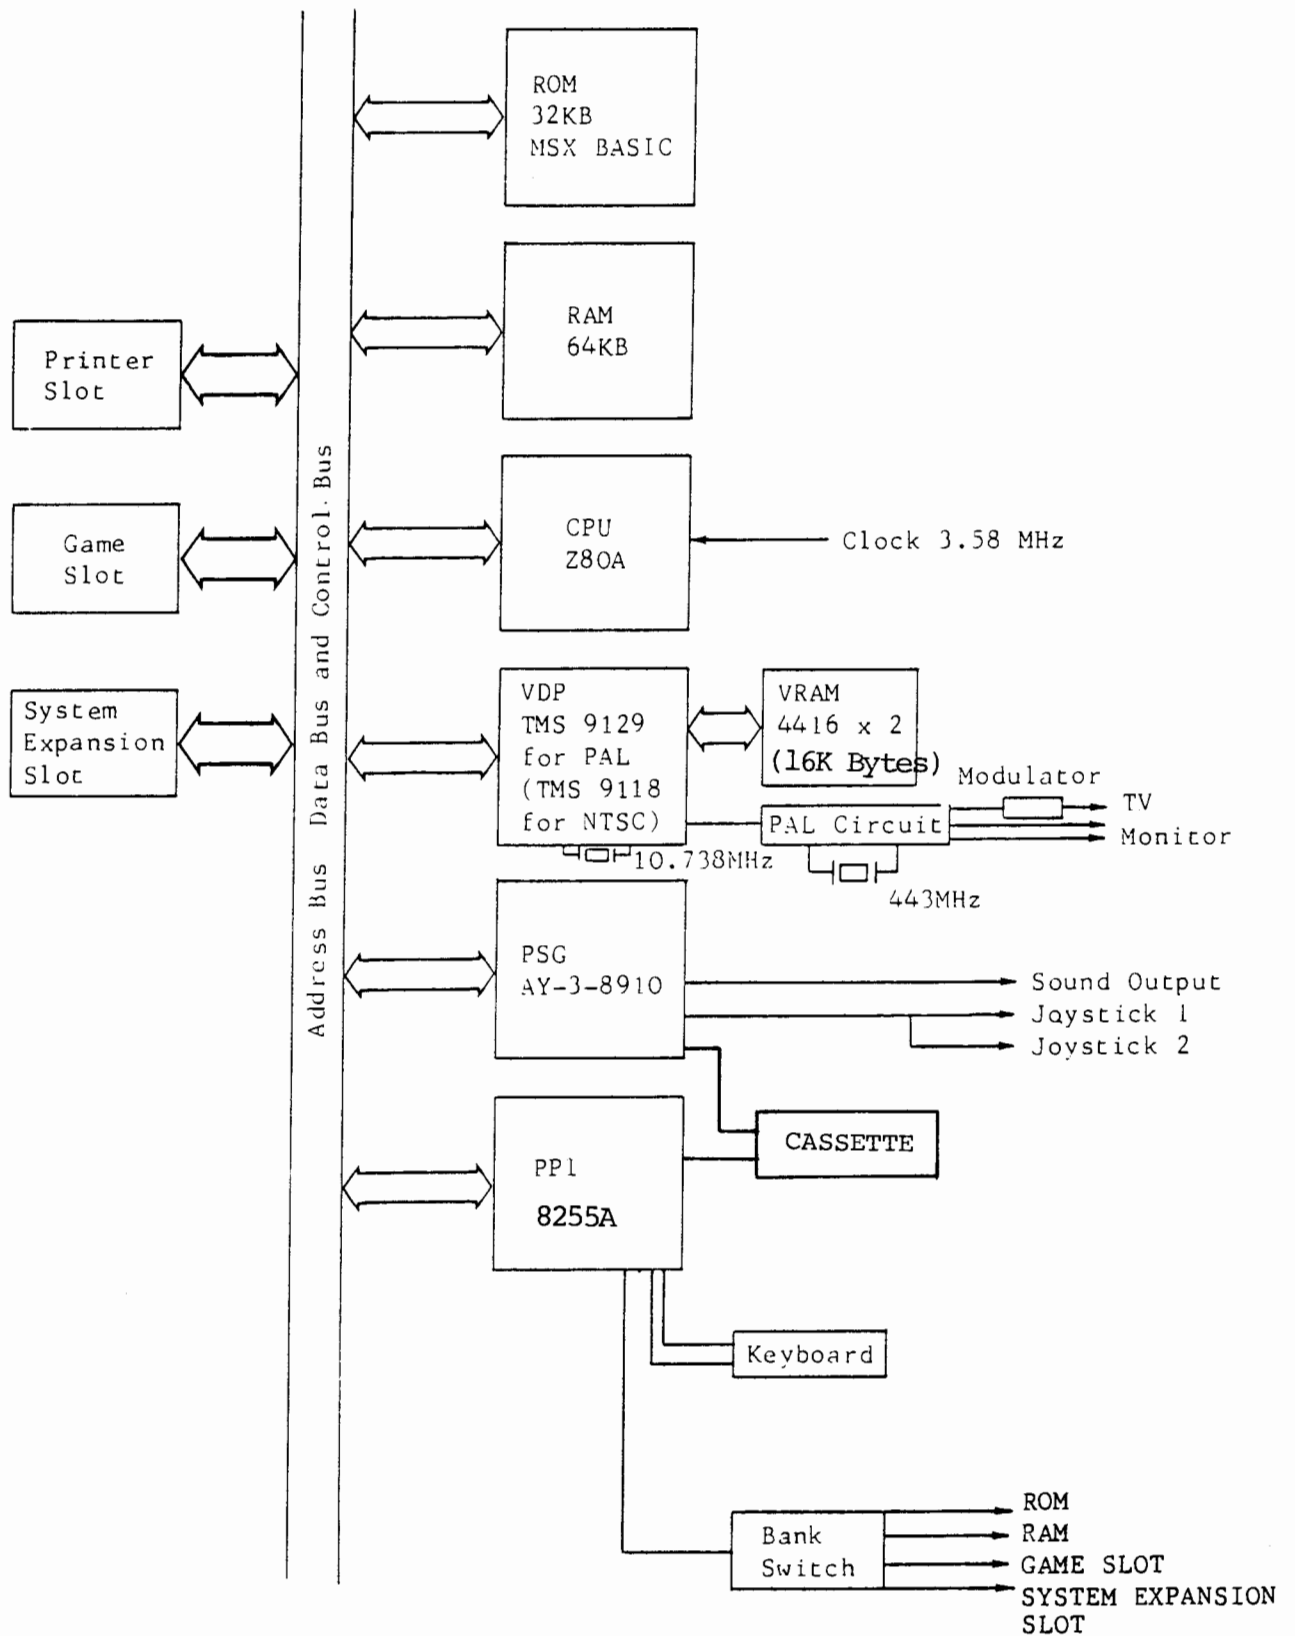 ROM
32KB
MSX BASIC
RAM
64KB
Printer
Slot
Game
Slot
System
Expansion
Slot
Address Bus Data Bus and Control Bus
CPU
Z80A
Clock 3.58 MHz
VDP
TMS 9129
for PAL
(TMS 9118
for NTSC)
VRAM
4416 x 2
(16K Bytes)
Modulator
TV
PAL Circuit
Monitor
10.738MHz
443MHz
PSG
AY-3-8910
Sound Output
Joystick 1
Joystick 2
CASSETTE
PP1
8255A
Keyboard
Bank
Switch
ROM
RAM
GAME SLOT
SYSTEM EXPANSION
SLOT